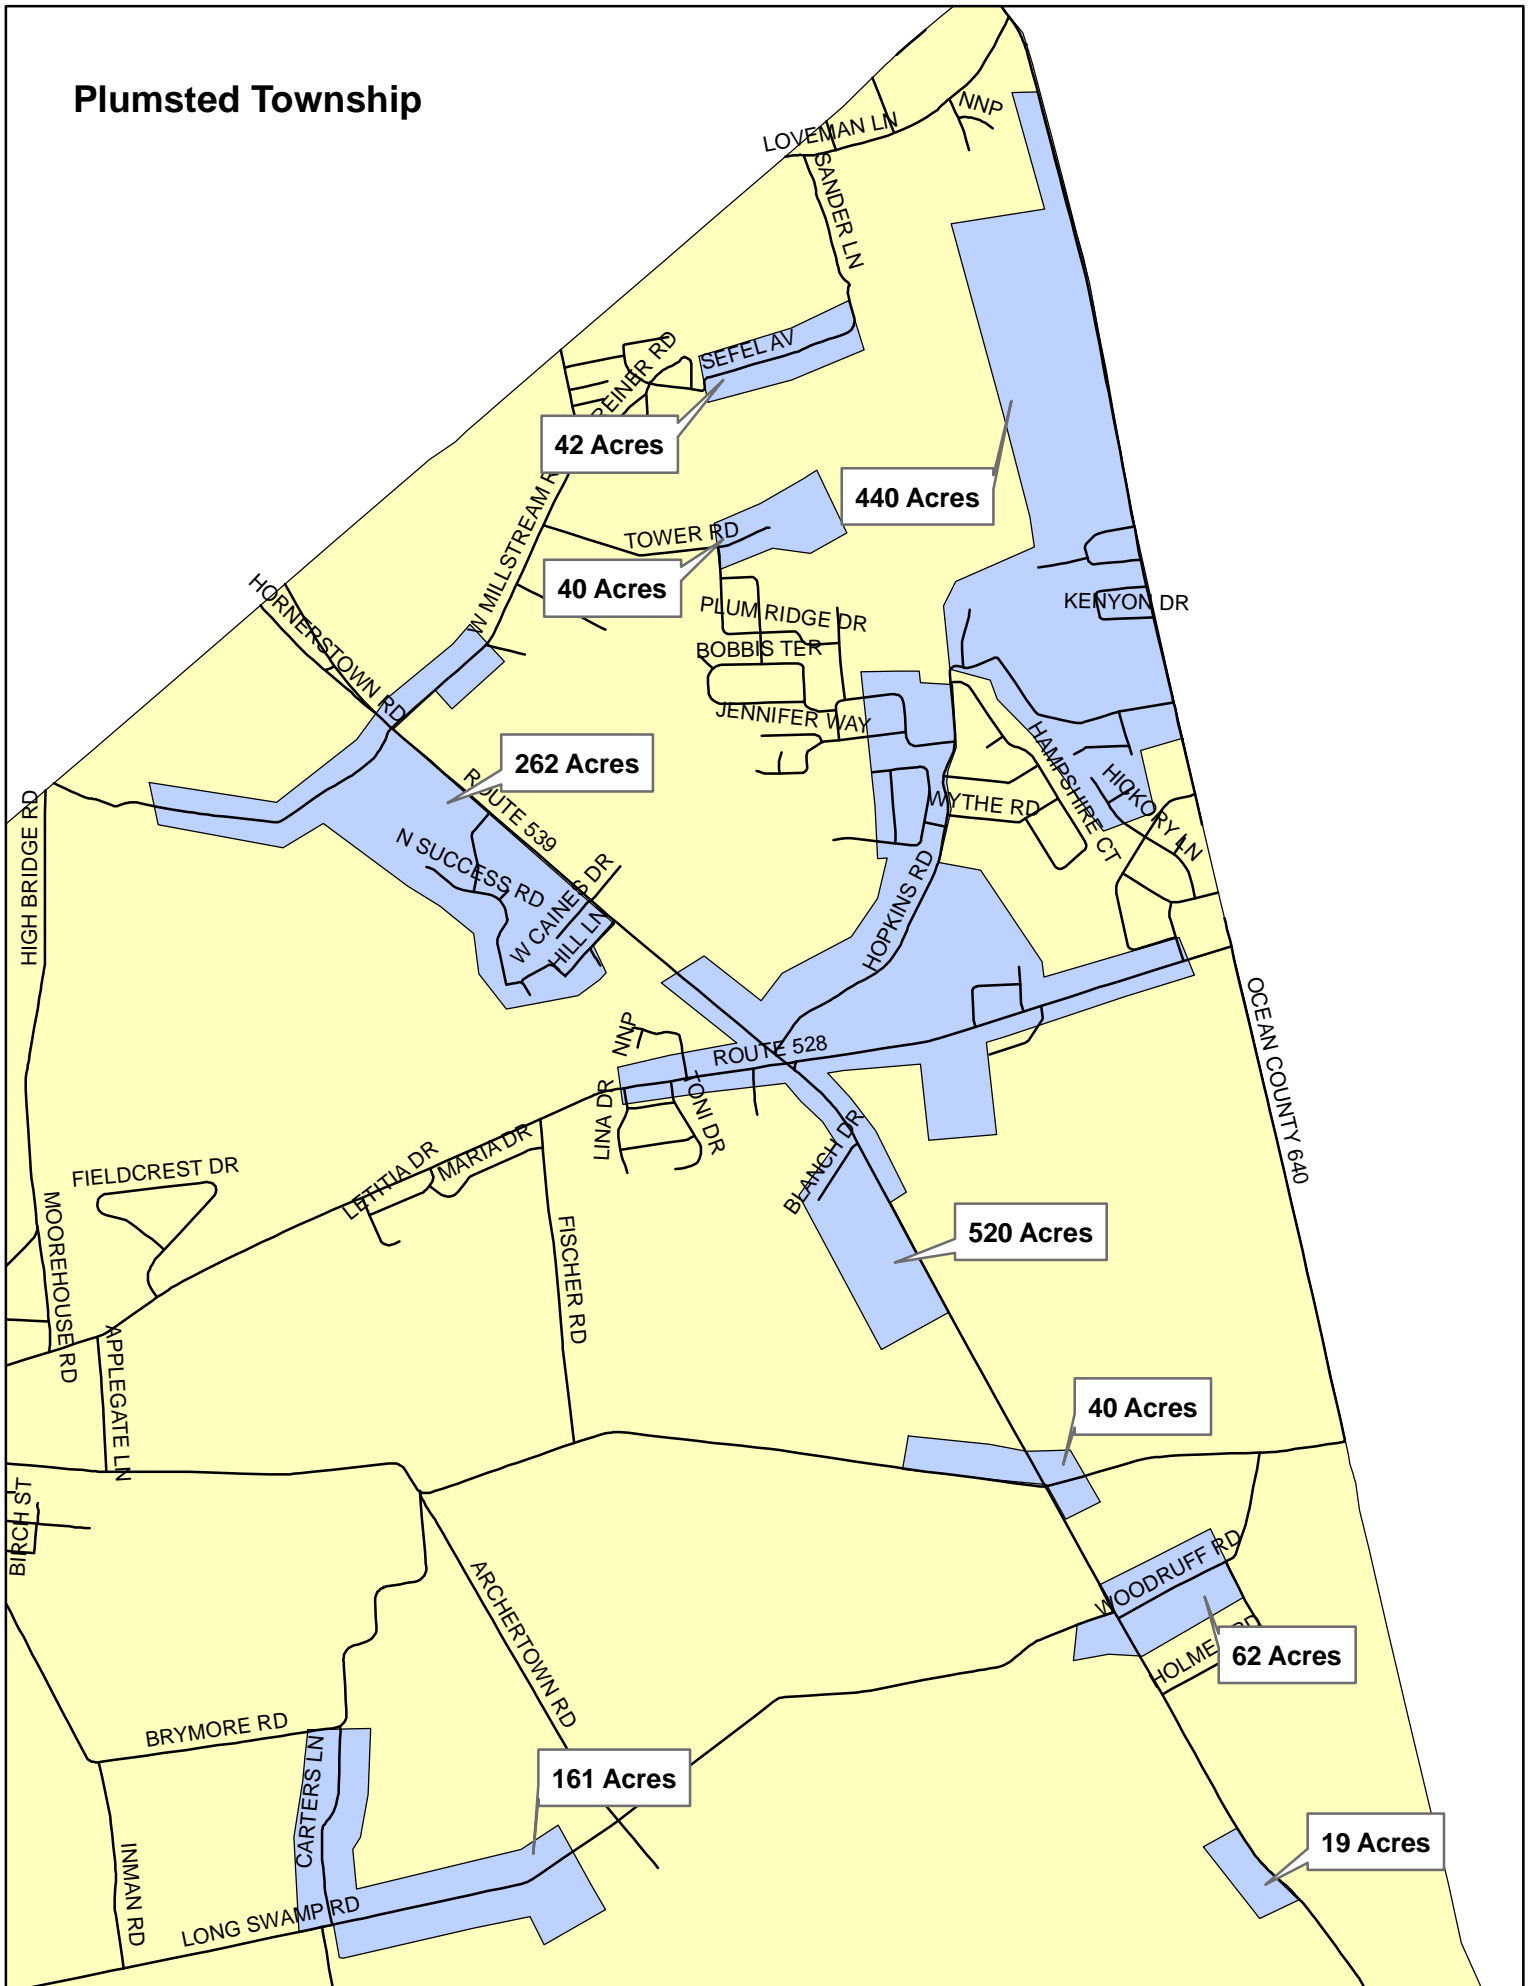 Plumsted Township
NNP
LOVEMAN LN
SANDER LN
SEFEL AV
REINER RD
42 Acres
440 Acres
W MILLSTREAM R
TOWER RD
40 Acres
HORNERSTOWN RD
PLUM RIDGE DR
KENYON DR
BOBBIS TER
JENNIFER WAY
262 Acres
ROUTE 539
HAMPSHIRE CT
HICKORY LN
WYTHE RD
HIGH BRIDGE RD
N SUCCESS RD
W CAINES DR
HILL LN
HOPKINS RD
OCEAN COUNTY 640
NNP
ROUTE 528
LINA DR
TONI DR
BLANCH DR
LETITIA DR
MARIA DR
FIELDCREST DR
MOOREHOUSE RD
FISCHER RD
520 Acres
APPLEGATE LN
40 Acres
BIRCH ST
WOODRUFF RD
ARCHERTOWN RD
HOLME RD
62 Acres
BRYMORE RD
CARTERS LN
161 Acres
19 Acres
INMAN RD
LONG SWAMP RD